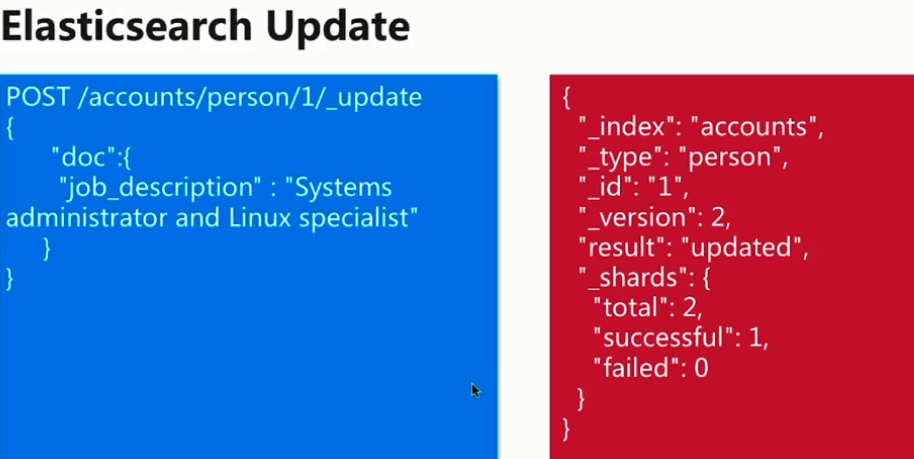 Elasticsearch Update
POST /accounts/person/1/_update
{
"doc":{
"job_description" : "Systems
administrator and Linux specialist"
}
}
{
"_index": "accounts",
"_type": "person",
"_id": "1",
"_version": 2,
"result": "updated",
"_shards": {
"total": 2,
"successful": 1,
"failed": 0
}
}